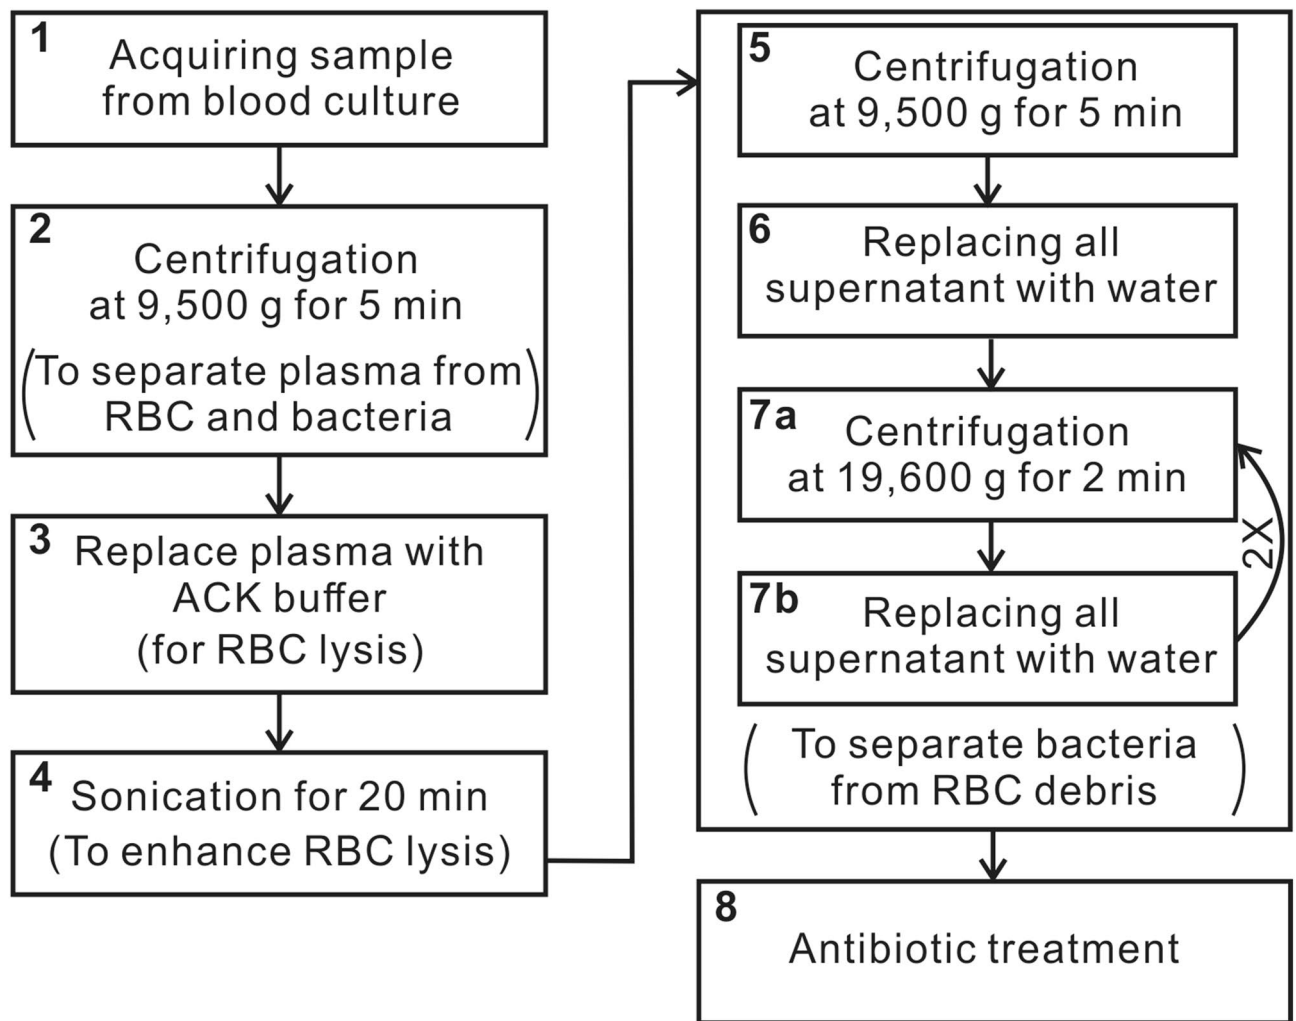 1
Acquiring sample
from blood culture
2
Centrifugation
at 9,500 g for 5 min
(To separate plasma from
RBC and bacteria)
3
Replace plasma with
ACK buffer
(for RBC lysis)
4
Sonication for 20 min
(To enhance RBC lysis)
5
Centrifugation
at 9,500 g for 5 min
6
Replacing all
supernatant with water
7a
Centrifugation
at 19,600 g for 2 min
2X
7b
Replacing all
supernatant with water
(To separate bacteria
from RBC debris)
8
Antibiotic treatment